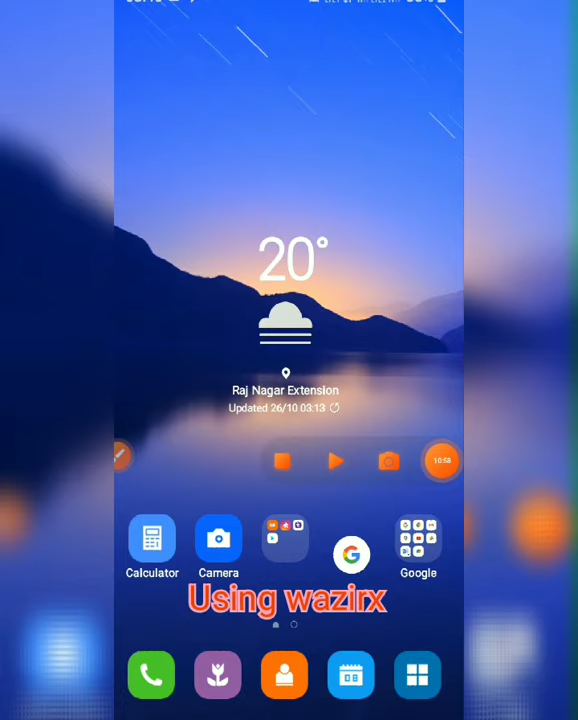 20°
Raj Nagar Extension
Updated 26/10 03:13
10:58
Calculator
Camera
Google
Using wazirx